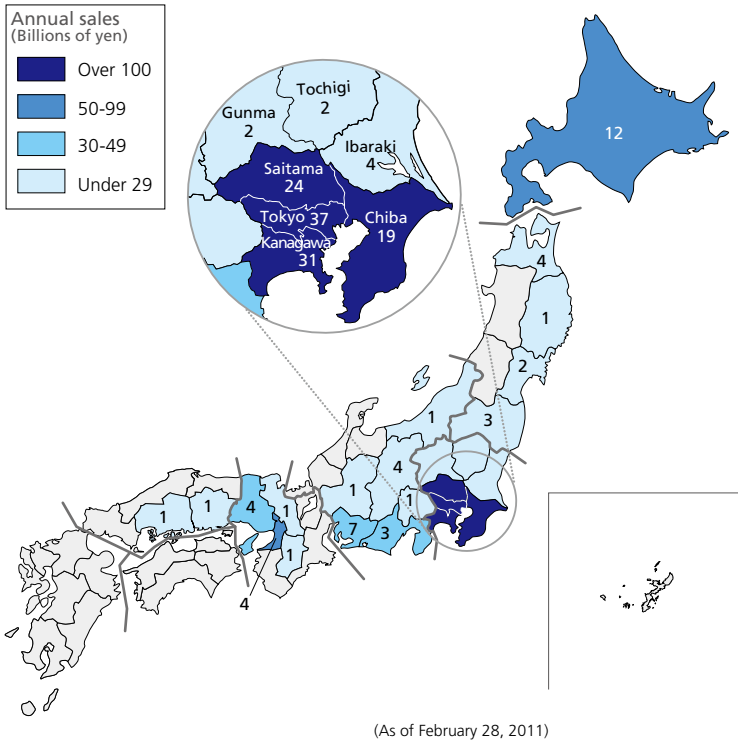 Annual sales
(Billions of yen)
Over 100
50-99
30-49
Under 29
Tochigi
2
Gunma
2
Ibaraki
4
Saitama
24
Tokyo 37
Chiba
19
Kanagawa
31
12
4
1
2
3
1
4
1
1
7
3
4
1
1
4
1
1
(As of February 28, 2011)